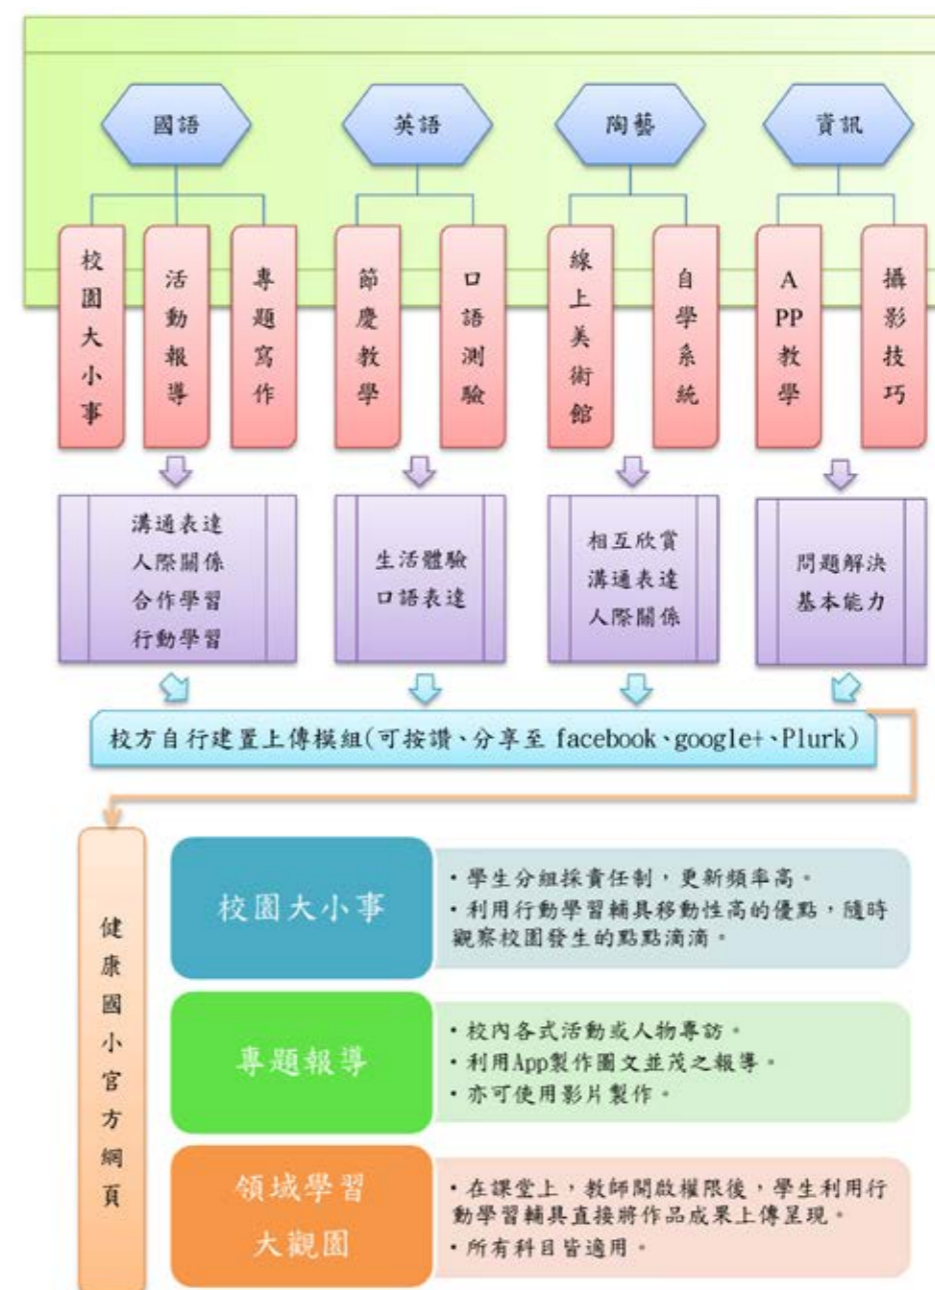 國語
英語
陶藝
資訊
校園大小事
活動報導
專題寫作
節慶教學
口語測驗
線上美術館
自學系統
APP教學
攝影技巧
溝通表達
人際關係
合作學習
行動學習
生活體驗
口語表達
相互欣賞
溝通表達
人際關係
問題解決
基本能力
校方自行建置上傳模組(可按讚、分享至 facebook、google+、Plurk)
健康國小官方網頁
校園大小事
・學生分組採責任制，更新頻率高。
・利用行動學習輔具移動性高的優點，隨時
觀察校園發生的點點滴滴。
專題報導
・校內各式活動或人物專訪。
・利用App製作圖文並茂之報導。
・亦可使用影片製作。
領域學習
大觀園
・在課堂上，教師開啟權限後，學生利用行
動學習輔具直接將作品成果上傳呈現。
・所有科目皆適用。